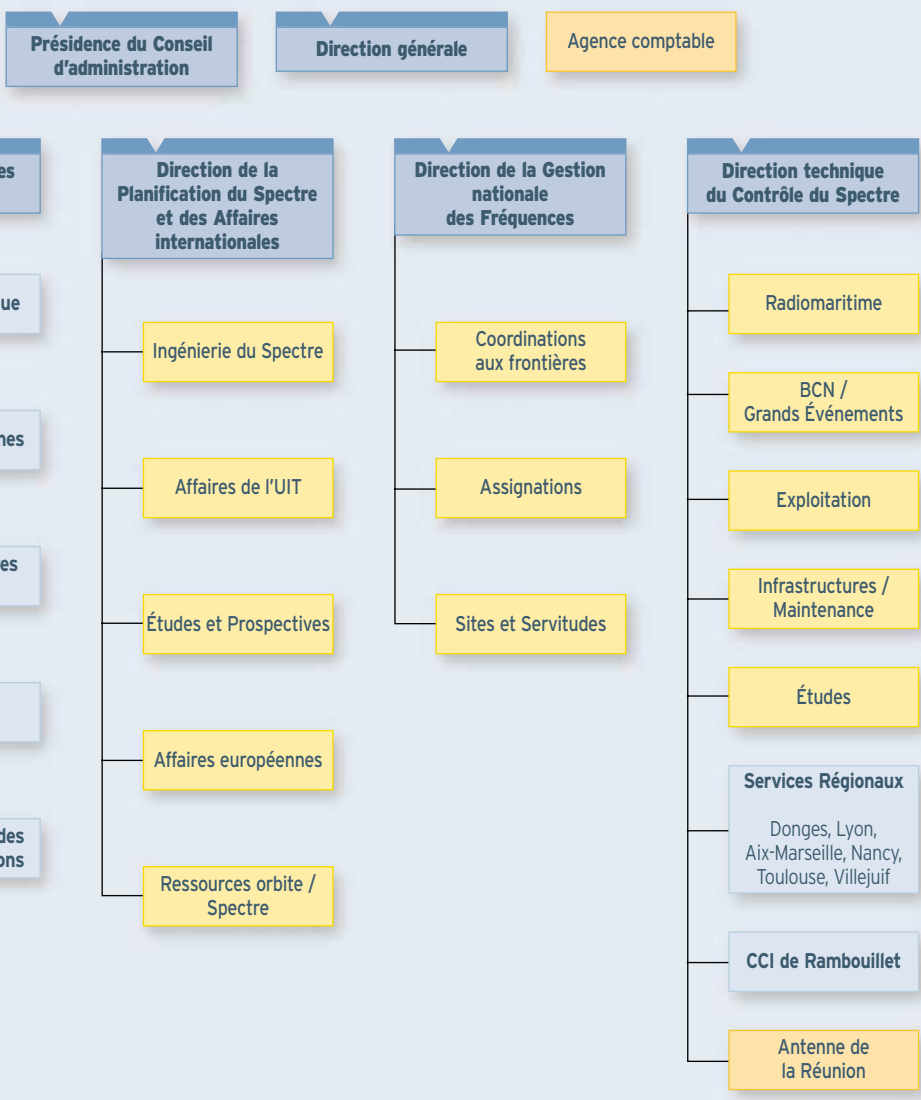 Présidence du Conseil
d'administration
Direction générale
Agence comptable
Direction de la
Planification du Spectre
et des Affaires
internationales
Ingénierie du Spectre
Affaires de l'UIT
Études et Prospectives
Affaires européennes
Ressources orbite /
Spectre
Direction de la Gestion
nationale
des Fréquences
Coordinations
aux frontières
Assignations
Sites et Servitudes
Direction technique
du Contrôle du Spectre
Radiomaritime
BCN /
Grands Événements
Exploitation
Infrastructures /
Maintenance
Études
Services Régionaux
Donges, Lyon,
Aix-Marseille, Nancy,
Toulouse, Villejuif
CCI de Rambouillet
Antenne de
la Réunion